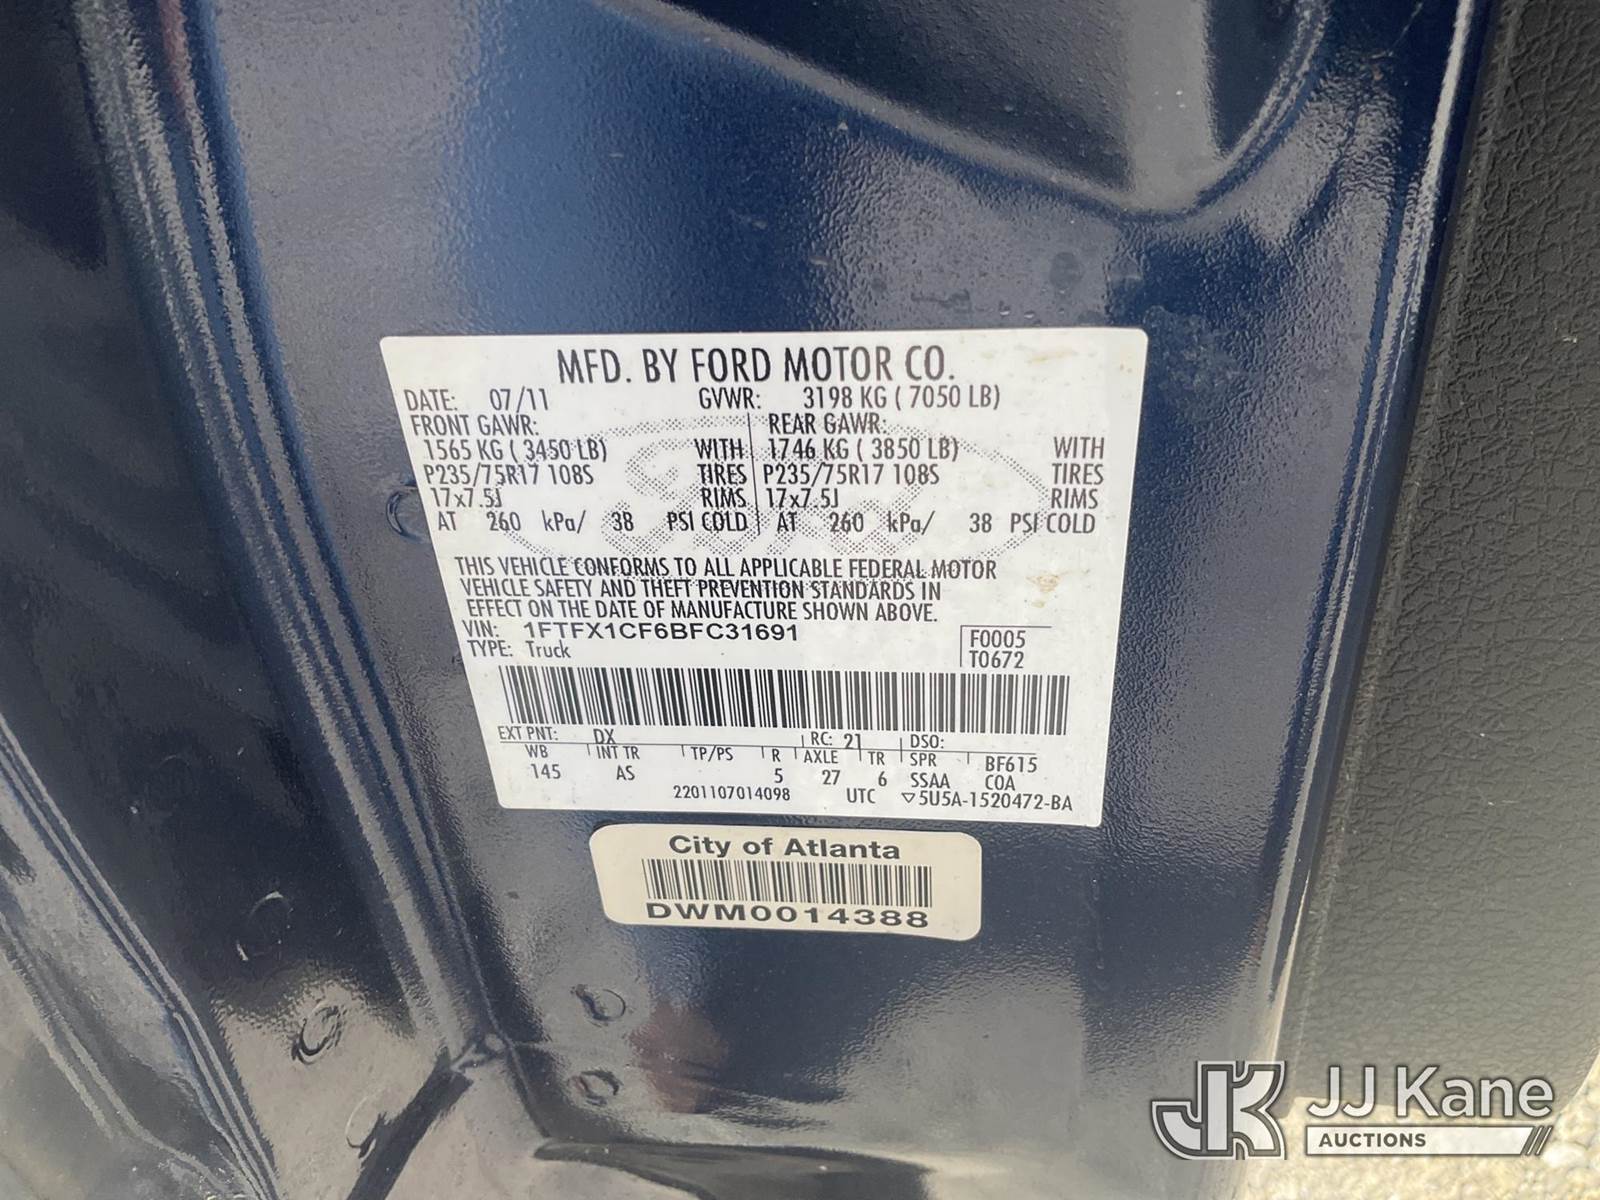 MFD. BY FORD MOTOR CO.
DATE: 07/11 GVWR: 3198 KG ( 7050 LB)
FRONT GAWR: REAR GAWR:
1565 KG ( 3450 LB) WITH 1746 KG ( 3850 LB) WITH
P235/75R17 108S TIRES P235/75R17 108S TIRES
17x7.5J RIMS 17x7.5J RIMS
AT 260 kPa/ 38 PSI COLD AT 260 kPa/ 38 PSI COLD
THIS VEHICLE CONFORMS TO ALL APPLICABLE FEDERAL MOTOR
VEHICLE SAFETY AND THEFT PREVENTION STANDARDS IN
EFFECT ON THE DATE OF MANUFACTURE SHOWN ABOVE.
VIN: 1FTFX1CF6BFC31691 F0005
TYPE: Truck T0672
EXT PNT: DX RC: 21 DSO:
WB INT TR TP/PS R AXLE TR SPR BF615
145 AS 5 27 6 SSAA COA
2201107014098 UTC ▽5U5A-1520472-BA
City of Atlanta
DWM0014388
JK JJ Kane
AUCTIONS